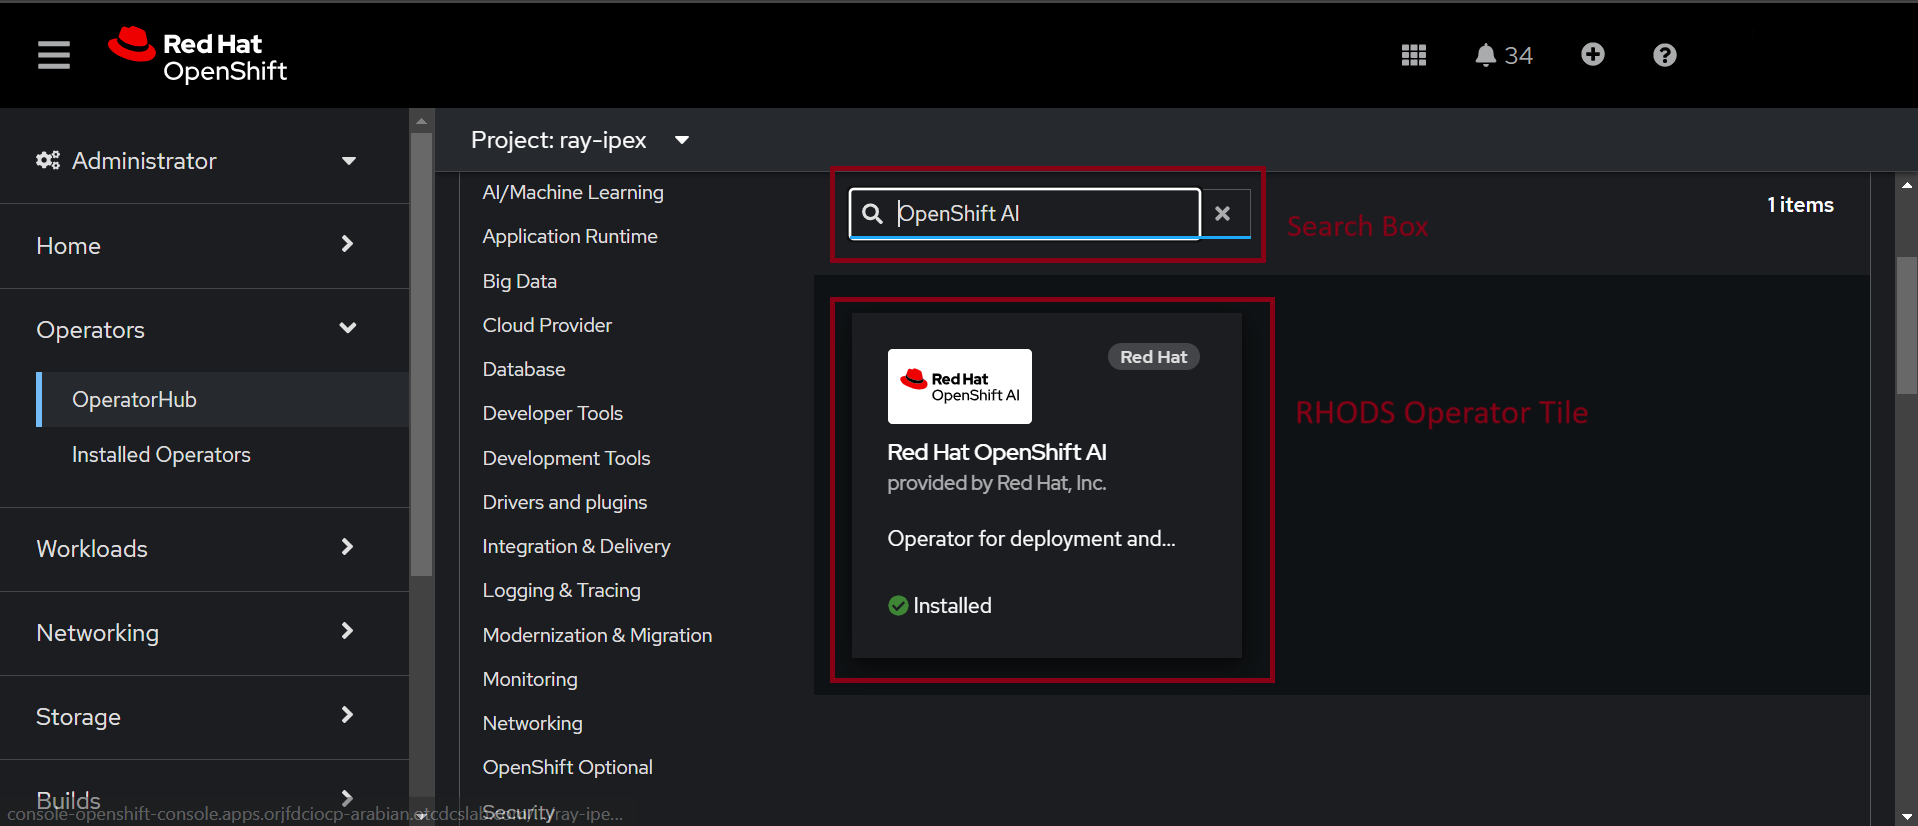 Red Hat
OpenShift
34
Administrator
Home
Operators
OperatorHub
Installed Operators
Workloads
Networking
Storage
Builds
Project: ray-ipex
AI/Machine Learning
Application Runtime
Big Data
Cloud Provider
Database
Developer Tools
Development Tools
Drivers and plugins
Integration & Delivery
Logging & Tracing
Modernization & Migration
Monitoring
Networking
OpenShift Optional
Security
OpenShift AI
Search Box
1 items
Red Hat
OpenShift AI
Red Hat
Red Hat OpenShift AI
provided by Red Hat, Inc.
Operator for deployment and...
Installed
RHODS Operator Tile
console-openshift-console.apps.orjfdciocp-arabian.